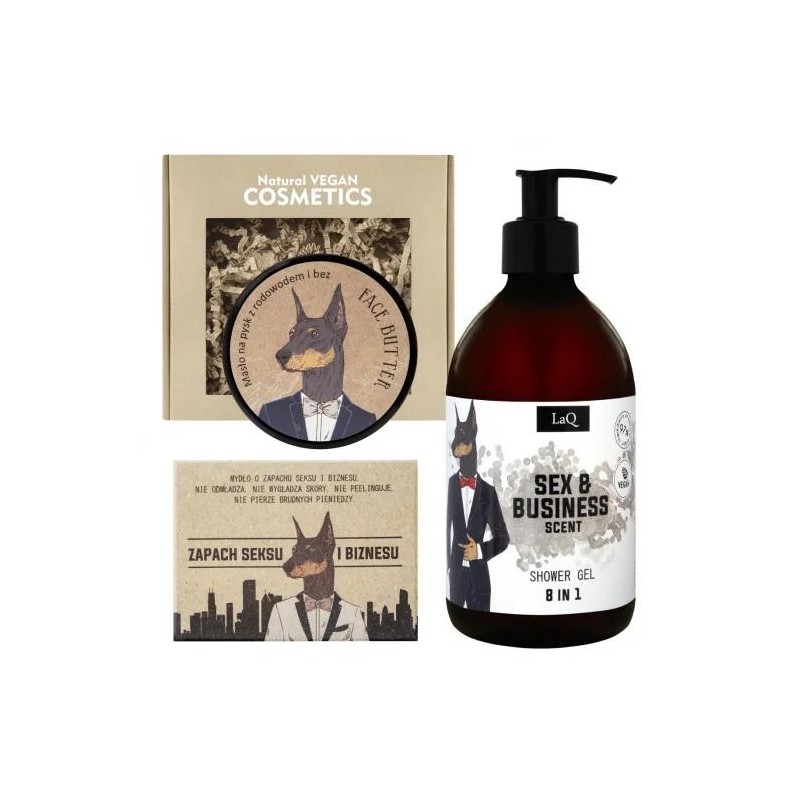 Natural VEGAN
COSMETICS
Masło na pysk z rodowodem i bez
FACE BUTTER
MYDŁO O ZAPACHU SEKSU I BIZNESU.
NIE ODMŁADZA. NIE WYGŁADZA SKÓRY. NIE PEELINGUJE.
NIE PIERZE BRUDNYCH PIENIĘDZY.
ZAPACH SEKSU I BIZNESU
LaQ
SEX &
BUSINESS
SCENT
SHOWER GEL
8 IN 1
97%
VEGAN